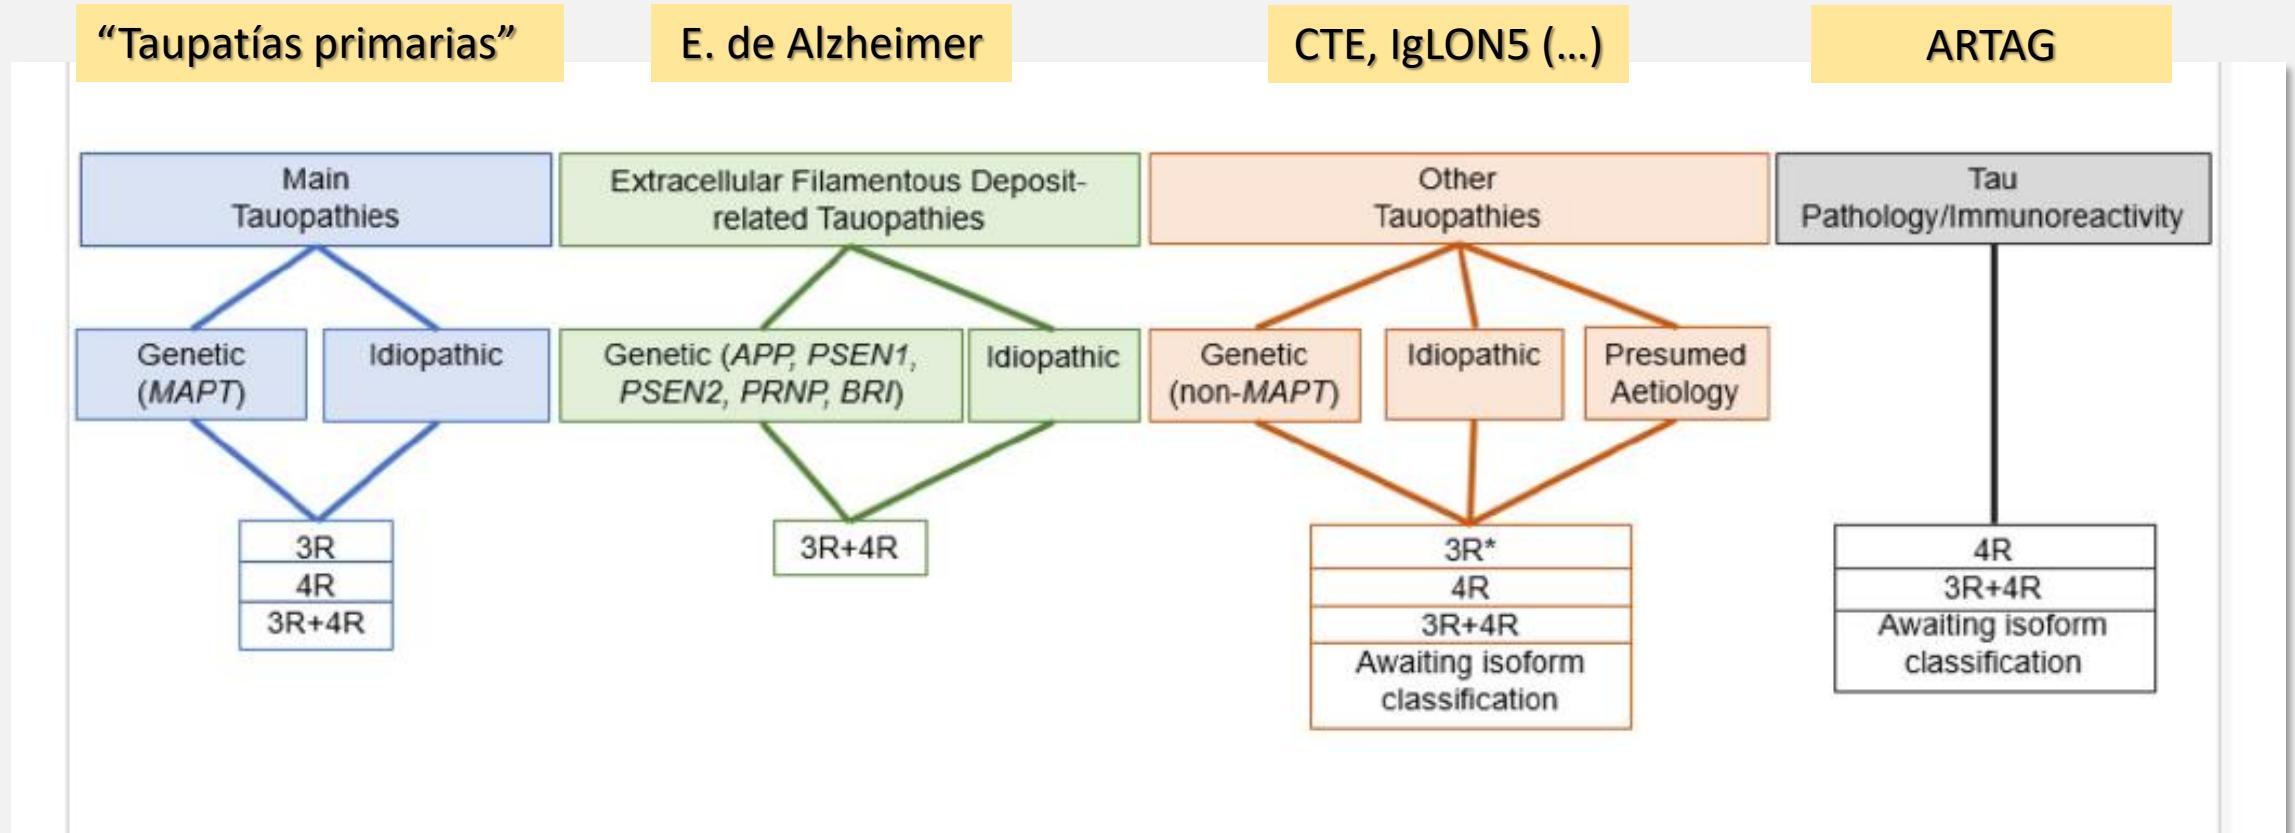 “Taupatías primarias”
E. de Alzheimer
CTE, IgLON5 (…)
ARTAG
Main
Tauopathies
Extracellular Filamentous Deposit-
related Tauopathies
Other
Tauopathies
Tau
Pathology/Immunoreactivity
Genetic
(MAPT)
Idiopathic
Genetic (APP, PSEN1,
PSEN2, PRNP, BRI)
Idiopathic
Genetic
(non-MAPT)
Idiopathic
Presumed
Aetiology
3R
4R
3R+4R
3R+4R
3R*
4R
3R+4R
Awaiting isoform
classification
4R
3R+4R
Awaiting isoform
classification